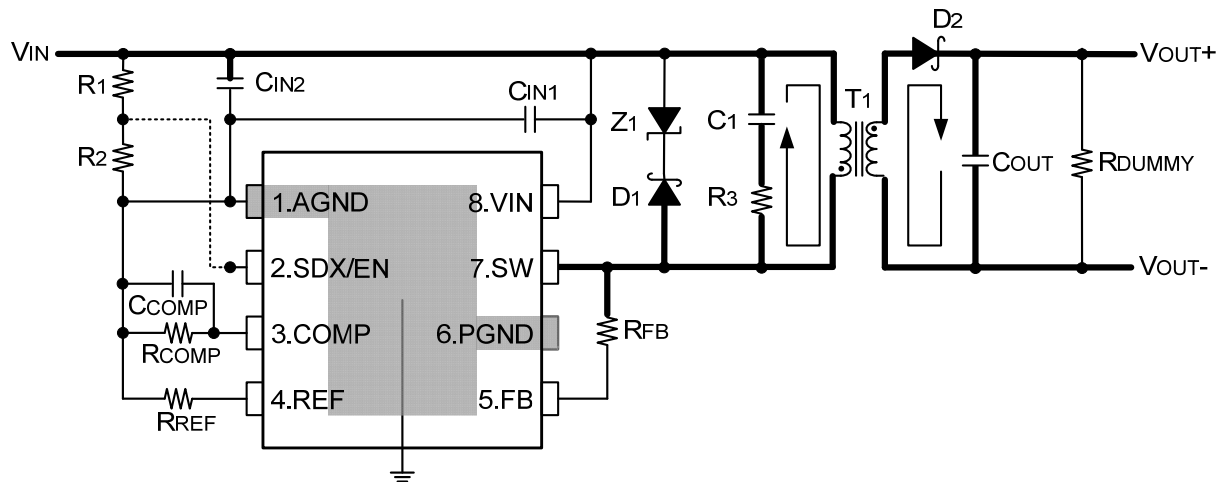 D2
VIN
VOUT+
R1
CIN2
CIN1
Z1
C1
T1
R2
COUT
RDUMMY
D1
R3
1.AGND
8.VIN
2.SDX/EN
7.SW
VOUT-
CCOMP
3.COMP
6.PGND
RFB
RCOMP
4.REF
5.FB
RREF